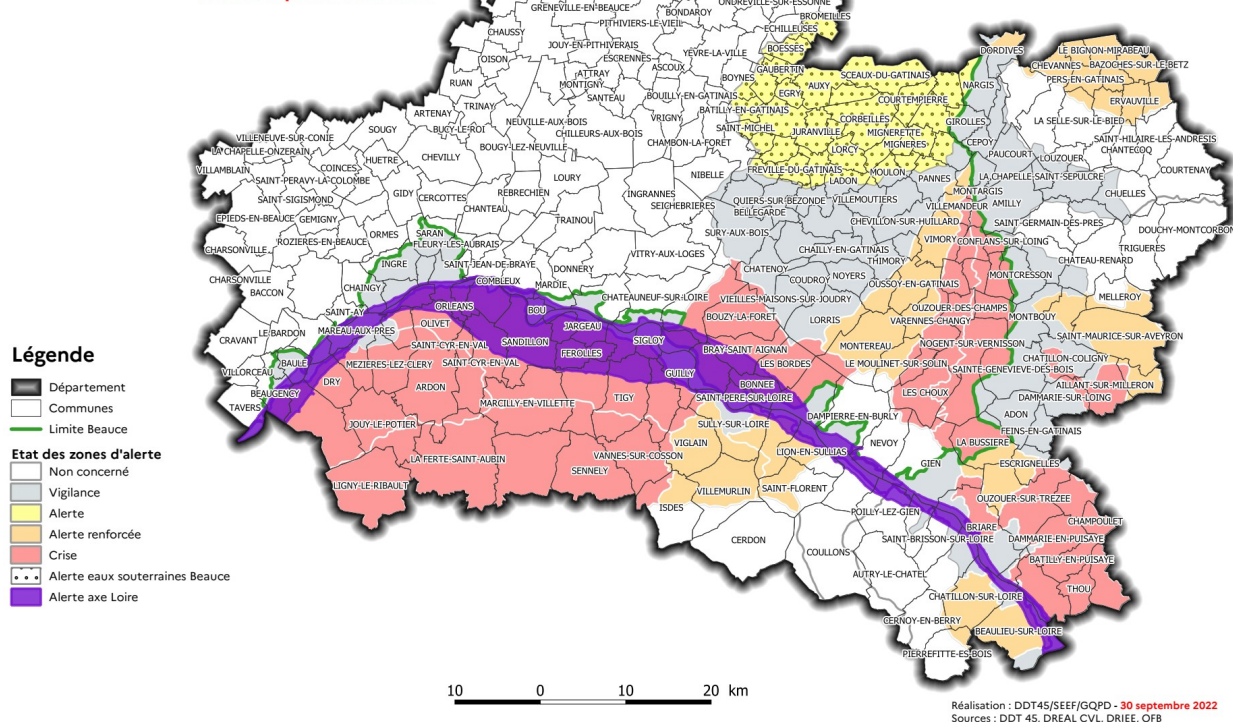 ONDREVILLE-SUR-ESSONNE
GRENEVILLE-EN-BEAUCE
BONDAROY
BROMEILLES
PITHIVIERS-LE-VIEIL
ECHILLEUSES
CHAUSSY
DORDIVES
JOUY-EN-PITHIVERAIS
BOESSES
LE BIGNON-MIRABEAU
YEVRE-LA-VILLE
OISON
ESCRENNES
CHEVANNES
BAZOCHES-SUR-LE-BETZ
ASCOUX
GAUBERTIN
ATTRAY
BOYNES
SCEAUX-DU-GATINAIS
PERS-EN-GATINAIS
RUAN
MONTIGNY
AUXY
NARGIS
EGRY
SANTEAU
BOUILLY-EN-GATINAIS
COURTEMPIERRE
ERVAUVILLE
TRINAY
BATILLY-EN-GATINAIS
ARTENAY
NEUVILLE-AUX-BOIS
VRIGNY
CORBEILLES
GIROLLES
LA SELLE-SUR-LE-BIED
SOUGY
BUCY-LE-ROI
SAINT-MICHEL
JURANVILLE
MIGNERETTE
VILLENEUVE-SUR-CONIE
CHILLEURS-AUX-BOIS
SAINT-HILAIRE-LES-ANDRESIS
BOUGY-LEZ-NEUVILLE
CHAMBON-LA-FORET
MIGNERES
CEPOY
CHANTECOQ
LA CHAPELLE-ONZERAIN
LORCY
PAUCOURT
LOUZOUER
HUETRE
CHEVILLY
VILLAMBLAIN
COINCES
FREVILLE-DU-GATINAIS
MOULON
COURTENAY
NIBELLE
LADON
PANNES
LA CHAPELLE-SAINT-SEPULCRE
SAINT-PERAVY-LA-COLOMBE
LOURY
GIDY
REBRECHIEN
INGRANNES
MONTARGIS
CHUELLES
SAINT-SIGISMOND
CERCOTTES
QUIERS-SUR-BEZONDE
VILLEMOUTIERS
AMILLY
SEICHEBRIERES
VILLEMANDEUR
CHANTEAU
BELLEGARDE
EPIEDS-EN-BEAUCE
GEMIGNY
TRAINOU
CHEVILLON-SUR-HUILLARD
SAINT-GERMAIN-DES-PRES
SARAN
SURY-AUX-BOIS
DOUCHY-MONTCORBON
ORMES
ROZIERES-EN-BEAUCE
FLEURY-LES-AUBRAIS
VIMORY
CONFLANS-SUR-LOING
CHARSONVILLE
CHAILLY-EN-GATINAIS
TRIGUERES
VITRY-AUX-LOGES
THIMORY
CHATEAU-RENARD
INGRE
SAINT-JEAN-DE-BRAYE
DONNERY
CHATENOY
NOYERS
MONTCRESSON
CHARSONVILLE
COMBLEUX
COUDROY
MARDIE
OUSSOY-EN-GATINAIS
CHAINGY
BACCON
CHATEAUNEUF-SUR-LOIRE
VIEILLES-MAISONS-SUR-JOUDRY
MELLEROY
ORLEANS
BOU
OUZOUER-DES-CHAMPS
SAINT-AY
BOUZY-LA-FORET
MONTBOUY
LORRIS
VARENNES-CHANGY
OLIVET
JARGEAU
LE BARDON
MAREAU-AUX-PRES
SAINT-MAURICE-SUR-AVEYRON
CRAVANT
SANDILLON
SIGLOY
NOGENT-SUR-VERNISSON
SAINT-CYR-EN-VAL
MONTEREAU
BRAY-SAINT-AIGNAN
FEROLLES
CHATILLON-COLIGNY
BAULE
MEZIERES-LEZ-CLERY
SAINT-CYR-EN-VAL
LES BORDES
LE MOULINET-SUR-SOLIN
VILLORCEAU
GUILLY
SAINTE-GENEVIEVE-DES-BOIS
DRY
ARDON
BONNEE
AILLANT-SUR-MILLERON
BEAUGENCY
LES CHOUX
TIGY
SAINT-PERE-SUR-LOIRE
DAMMARIE-SUR-LOING
TAVERS
MARCILLY-EN-VILLETTE
DAMPIERRE-EN-BURLY
ADON
JOUY-LE-POTIER
SULLY-SUR-LOIRE
FEINS-EN-GATINAIS
VIGLAIN
NEVOY
LA BUSSIERE
LION-EN-SULLIAS
LA FERTE-SAINT-AUBIN
VANNES-SUR-COSSON
GIEN
ESCRIGNELLES
SENNELY
LIGNY-LE-RIBAULT
VILLEMURLIN
SAINT-FLORENT
OUZOUER-SUR-TREZEE
ISDES
POILLY-LEZ-GIEN
CHAMPOULET
BRIARE
CERDON
SAINT-BRISSON-SUR-LOIRE
DAMMARIE-EN-PUISAYE
COULLONS
BATILLY-EN-PUISAYE
AUTRY-LE-CHATEL
THOU
CHATILLON-SUR-LOIRE
CERNOY-EN-BERRY
BEAULIEU-SUR-LOIRE
PIERREFITTE-ES-BOIS
Légende
Département
Communes
Limite Beauce
Etat des zones d'alerte
Non concerné
Vigilance
Alerte
Alerte renforcée
Crise
Alerte eaux souterraines Beauce
Alerte axe Loire
10 0 10 20 km
Réalisation : DDT45/SEEF/GQPD - 30 septembre 2022
Sources : DDT 45, DREAL CVL, DRIEE, OFB